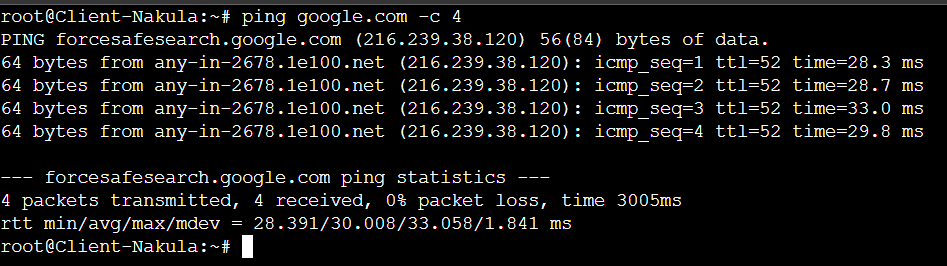 root@Client-Nakula:~# ping google.com -c 4
PING forcesafesearch.google.com (216.239.38.120) 56(84) bytes of data.
64 bytes from any-in-2678.1e100.net (216.239.38.120): icmp_seq=1 ttl=52 time=28.3 ms
64 bytes from any-in-2678.1e100.net (216.239.38.120): icmp_seq=2 ttl=52 time=28.7 ms
64 bytes from any-in-2678.1e100.net (216.239.38.120): icmp_seq=3 ttl=52 time=33.0 ms
64 bytes from any-in-2678.1e100.net (216.239.38.120): icmp_seq=4 ttl=52 time=29.8 ms

--- forcesafesearch.google.com ping statistics ---
4 packets transmitted, 4 received, 0% packet loss, time 3005ms
rtt min/avg/max/mdev = 28.391/30.008/33.058/1.841 ms
root@Client-Nakula:~#